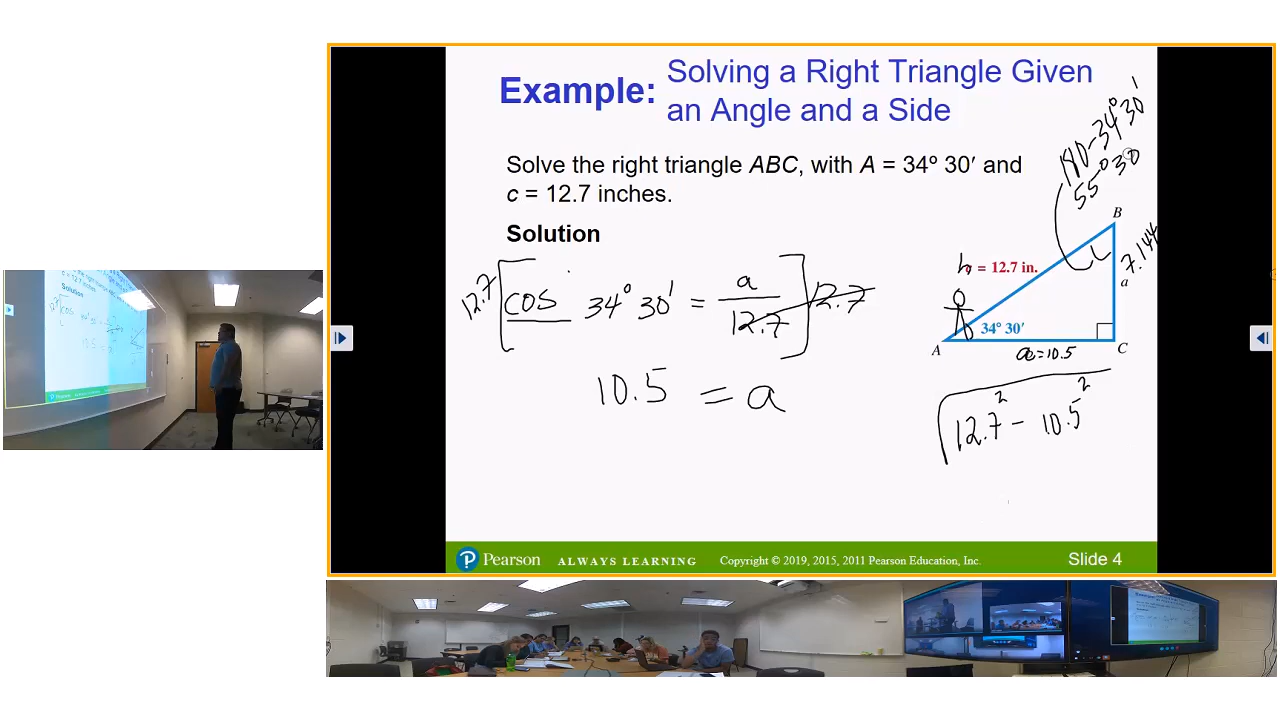 Example: Solving a Right Triangle Given
an Angle and a Side
Solve the right triangle ABC, with A = 34° 30′ and
c = 12.7 inches.
Solution
12.7 [ cos 34° 30' = a / 12.7 ] 12.7
10.5 = a
180 - 34° 30'
55° 30
B
h = 12.7 in.
7.144
a
34° 30′
A
C
a = 10.5
√12.7² - 10.5²
Pearson ALWAYS LEARNING Copyright © 2019, 2015, 2011 Pearson Education, Inc. Slide 4